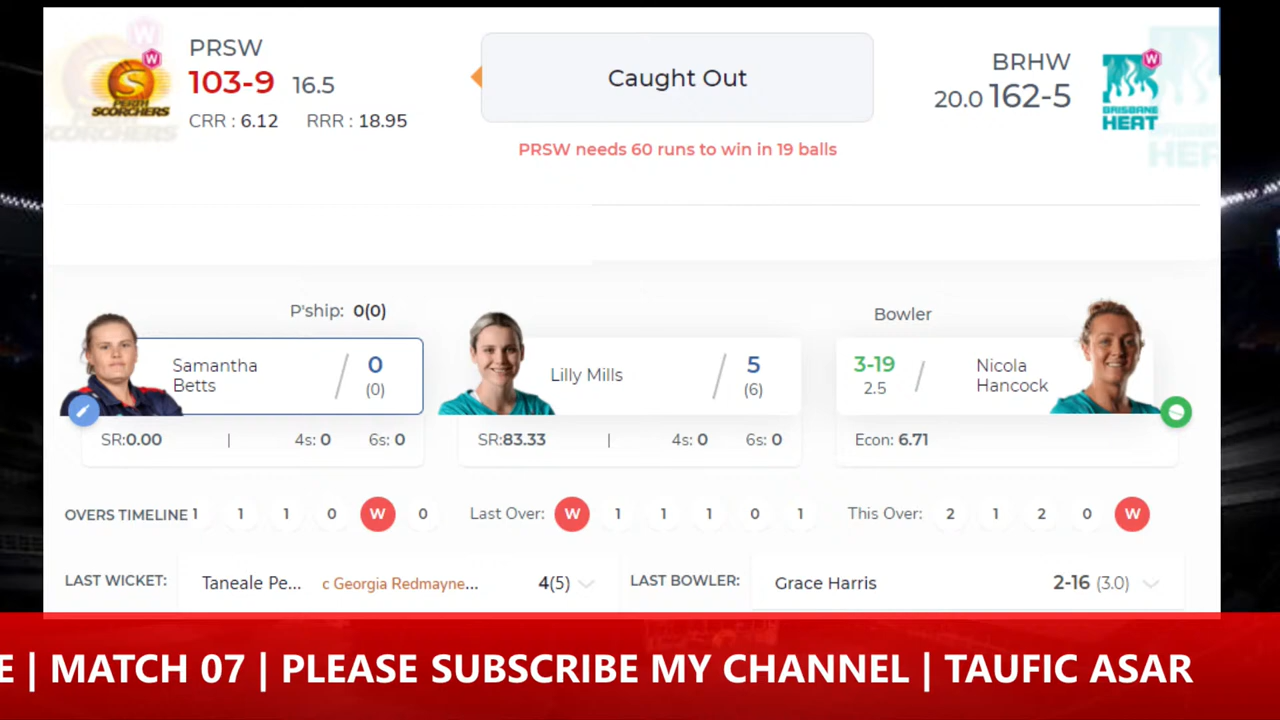 PRSW
103-9 16.5
CRR : 6.12 RRR : 18.95
W
PERTH
SCORCHERS
Caught Out
PRSW needs 60 runs to win in 19 balls
BRHW
20.0 162-5
W
BRISBANE
HEAT
P'ship: 0(0)
Samantha Betts / 0 (0)
SR:0.00 | 4s: 0 6s: 0
Lilly Mills / 5 (6)
SR:83.33 | 4s: 0 6s: 0
Bowler
3-19 2.5 / Nicola Hancock
Econ: 6.71
OVERS TIMELINE 1 1 1 0 W 0 Last Over: W 1 1 1 0 1 This Over: 2 1 2 0 W
LAST WICKET: Taneale Pe... c Georgia Redmayne... 4(5) LAST BOWLER: Grace Harris 2-16 (3.0)
E | MATCH 07 | PLEASE SUBSCRIBE MY CHANNEL | TAUFIC ASAR